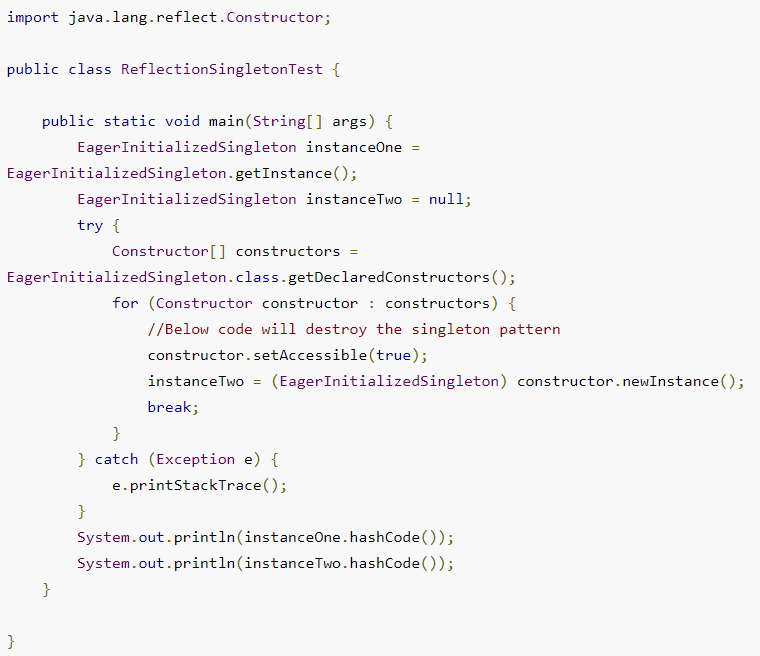 import java.lang.reflect.Constructor;

public class ReflectionSingletonTest {

    public static void main(String[] args) {
        EagerInitializedSingleton instanceOne =
EagerInitializedSingleton.getInstance();
        EagerInitializedSingleton instanceTwo = null;
        try {
            Constructor[] constructors =
EagerInitializedSingleton.class.getDeclaredConstructors();
            for (Constructor constructor : constructors) {
                //Below code will destroy the singleton pattern
                constructor.setAccessible(true);
                instanceTwo = (EagerInitializedSingleton) constructor.newInstance();
                break;
            }
        } catch (Exception e) {
            e.printStackTrace();
        }
        System.out.println(instanceOne.hashCode());
        System.out.println(instanceTwo.hashCode());
    }

}